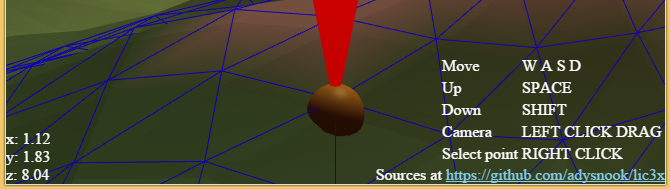 Move W A S D
Up SPACE
Down SHIFT
Camera LEFT CLICK DRAG
Select point RIGHT CLICK
Sources at https://github.com/adysnook/lic3x
x: 1.12
y: 1.83
z: 8.04